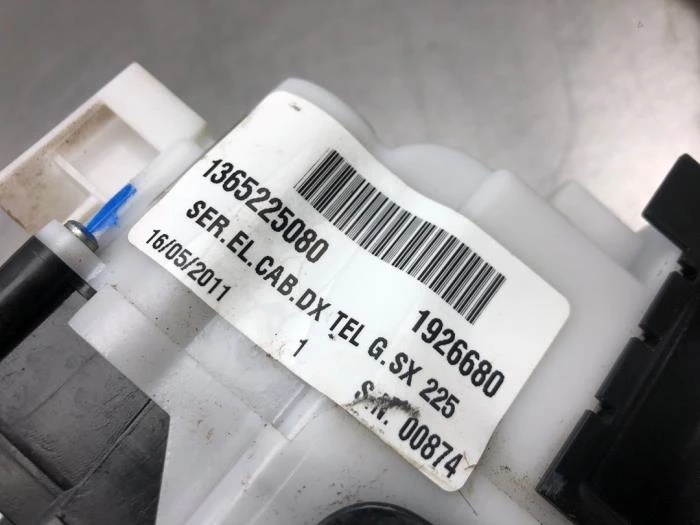 1365225080 1926680
SER.EL.CAB.DX TEL G.SX 225
16/05/2011 1 S.N. 00874